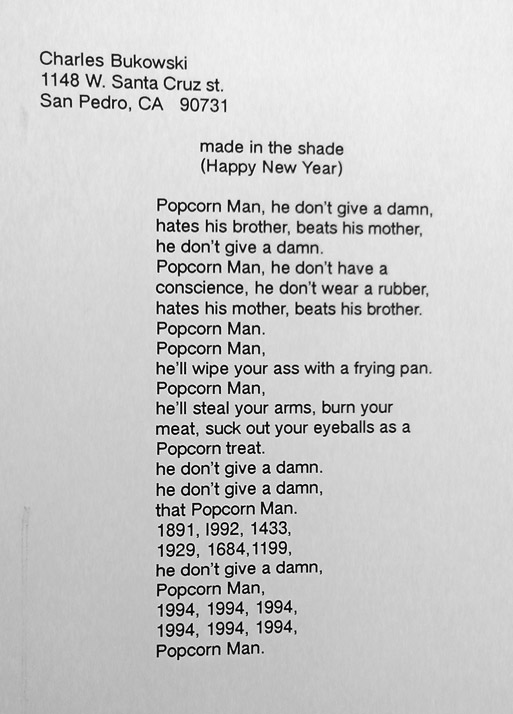 Charles Bukowski
1148 W. Santa Cruz st.
San Pedro, CA 90731
made in the shade
(Happy New Year)
Popcorn Man, he don't give a damn,
hates his brother, beats his mother,
he don't give a damn.
Popcorn Man, he don't have a
conscience, he don't wear a rubber,
hates his mother, beats his brother.
Popcorn Man.
Popcorn Man,
he'll wipe your ass with a frying pan.
Popcorn Man,
he'll steal your arms, burn your
meat, suck out your eyeballs as a
Popcorn treat.
he don't give a damn.
he don't give a damn,
that Popcorn Man.
1891, l992, 1433,
1929, 1684,1199,
he don't give a damn,
Popcorn Man,
1994, 1994, 1994,
1994, 1994, 1994,
Popcorn Man.